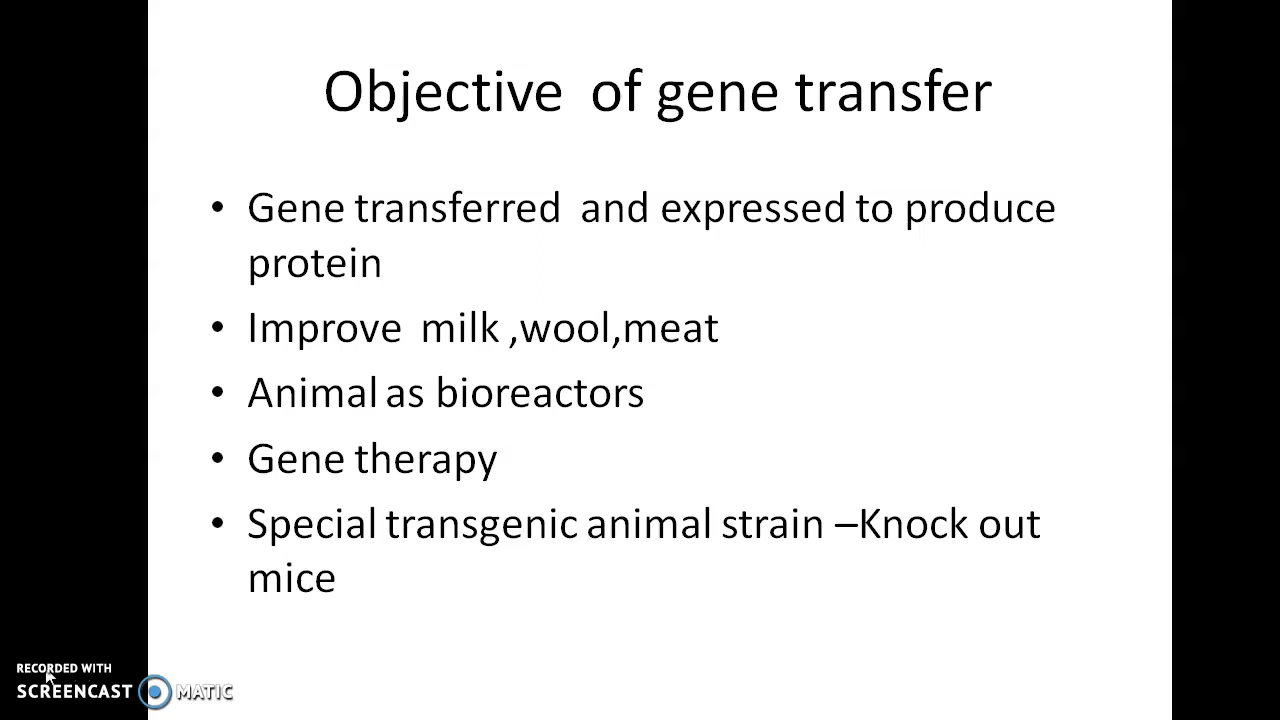 Objective of gene transfer
• Gene transferred and expressed to produce
protein
• Improve milk ,wool,meat
• Animal as bioreactors
• Gene therapy
• Special transgenic animal strain –Knock out
mice
RECORDED WITH
SCREENCAST MATIC